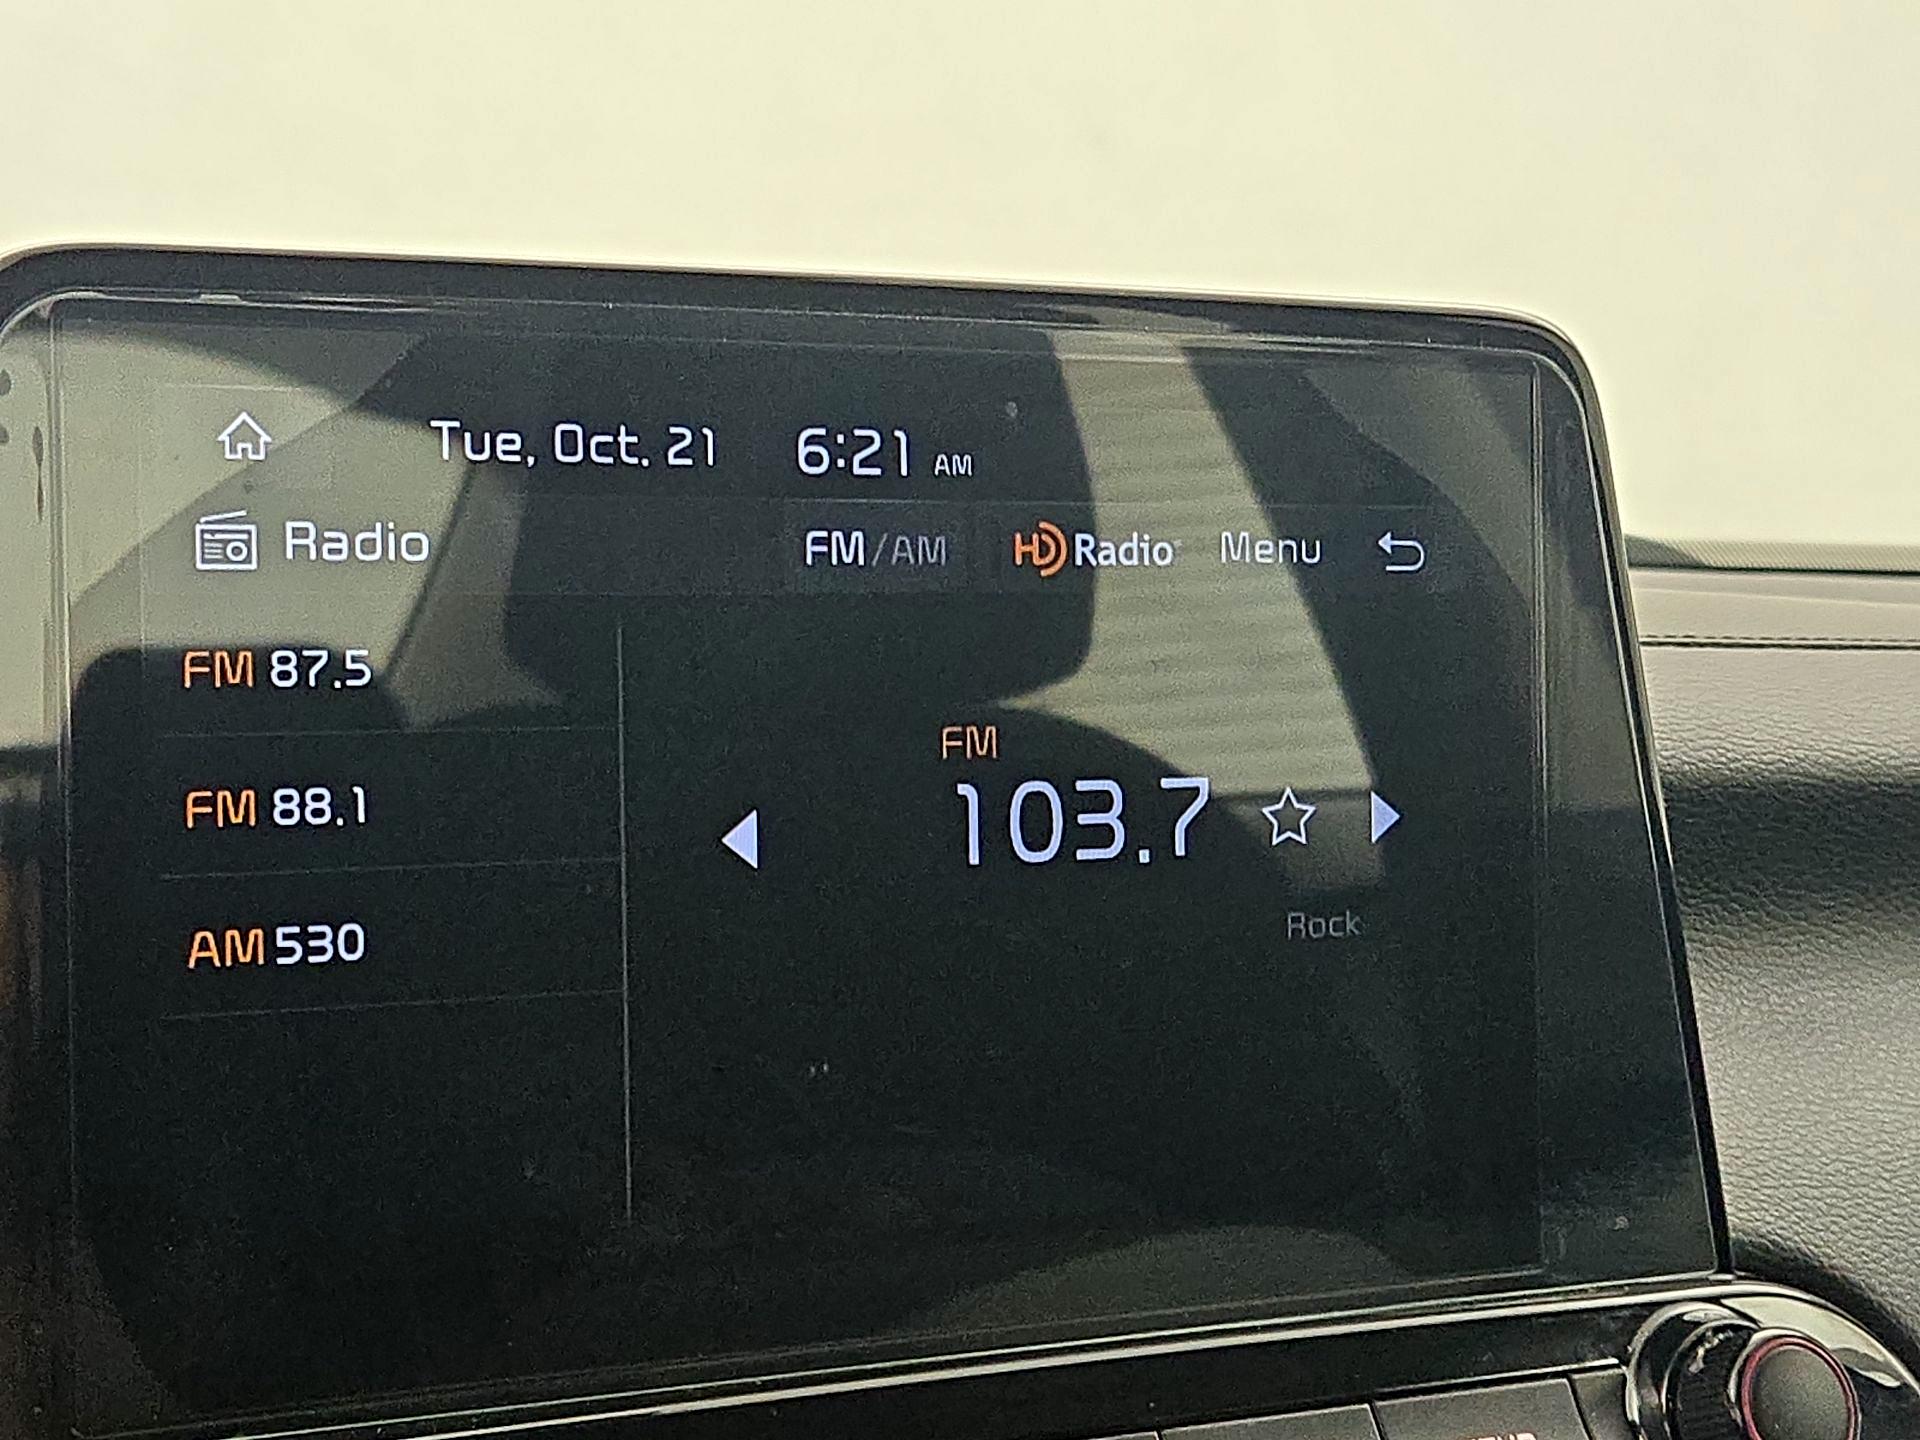 Tue, Oct. 21 6:21 AM
Radio FM/AM HD Radio Menu
FM 87.5
FM 88.1
AM 530
FM
103.7
Rock